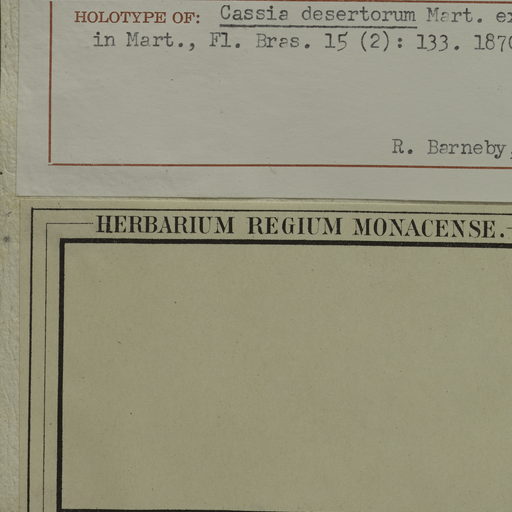 HOLOTYPE OF: Cassia desertorum Mart. ex
in Mart., Fl. Bras. 15 (2): 133. 1870
R. Barneby,
HERBARIUM REGIUM MONACENSE.